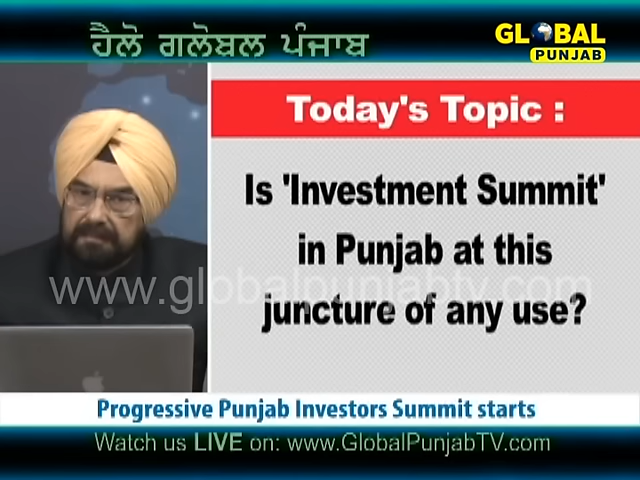 ਹੈਲੋ ਗਲੋਬਲ ਪੰਜਾਬ
GLOBAL
PUNJAB
Today's Topic :
Is 'Investment Summit'
in Punjab at this
juncture of any use?
www.globalpunjabtv.com
Progressive Punjab Investors Summit starts
Watch us LIVE on: www.GlobalPunjabTV.com